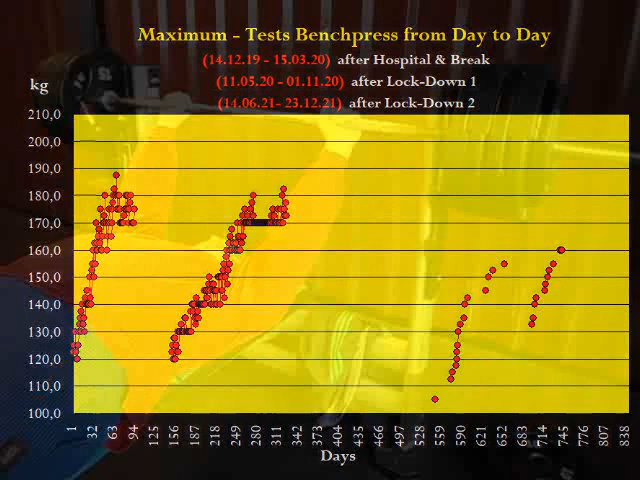 Maximum - Tests Benchpress from Day to Day
(14.12.19 - 15.03.20) after Hospital & Break
(11.05.20 - 01.11.20) after Lock-Down 1
(14.06.21- 23.12.21) after Lock-Down 2
kg
210,0
200,0
190,0
180,0
170,0
160,0
150,0
140,0
130,0
120,0
110,0
100,0
1 32 63 94 125 156 187 218 249 280 311 342 373 404 435 466 497 528 559 590 621 652 683 714 745 776 807 838
Days